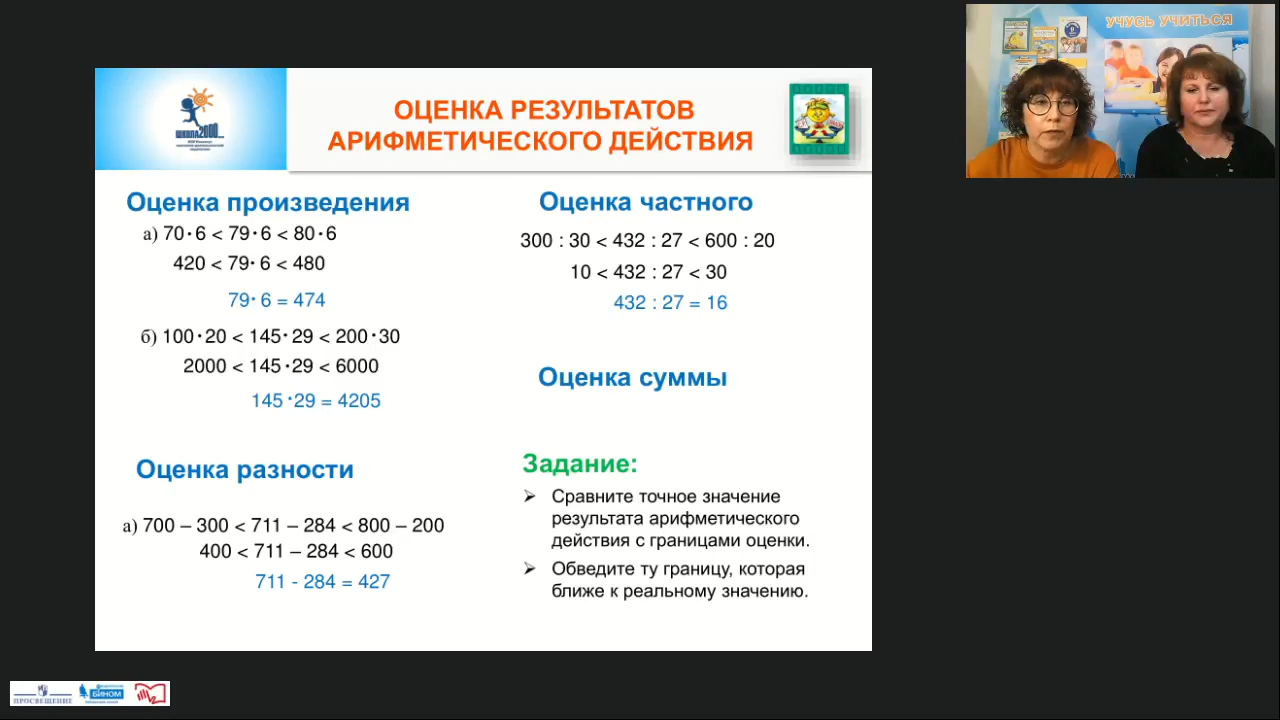 УЧУСЬ УЧИТЬСЯ
школа2000...
ОЦЕНКА РЕЗУЛЬТАТОВ
АРИФМЕТИЧЕСКОГО ДЕЙСТВИЯ
Оценка произведения
а) 70 · 6 < 79 · 6 < 80 · 6
420 < 79 · 6 < 480
79 · 6 = 474
б) 100 · 20 < 145 · 29 < 200 · 30
2000 < 145 · 29 < 6000
145 · 29 = 4205
Оценка разности
а) 700 – 300 < 711 – 284 < 800 – 200
400 < 711 – 284 < 600
711 - 284 = 427
Оценка частного
300 : 30 < 432 : 27 < 600 : 20
10 < 432 : 27 < 30
432 : 27 = 16
Оценка суммы
Задание:
➢ Сравните точное значение
результата арифметического
действия с границами оценки.
➢ Обведите ту границу, которая
ближе к реальному значению.
ПРОСВЕЩЕНИЕ
БИНОМ